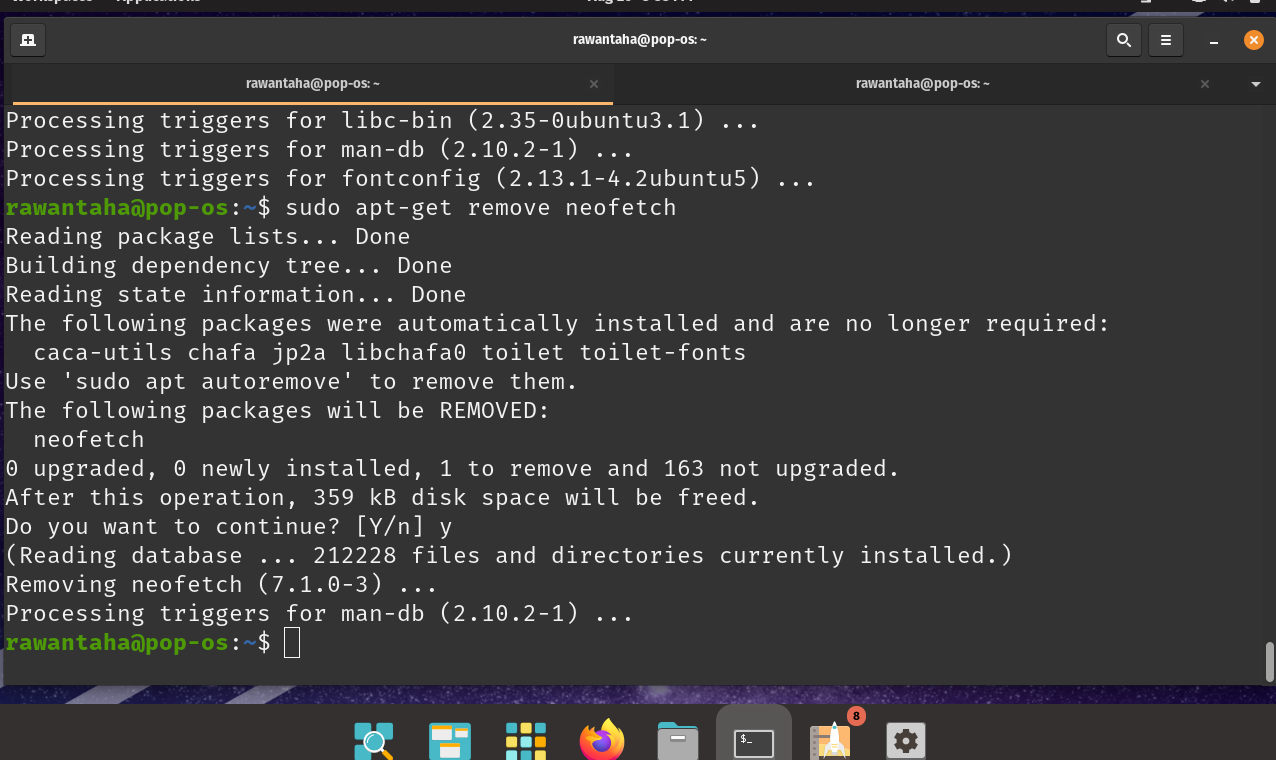 rawantaha@pop-os: ~
rawantaha@pop-os: ~
rawantaha@pop-os: ~
Processing triggers for libc-bin (2.35-0ubuntu3.1) ...
Processing triggers for man-db (2.10.2-1) ...
Processing triggers for fontconfig (2.13.1-4.2ubuntu5) ...
rawantaha@pop-os:~$ sudo apt-get remove neofetch
Reading package lists... Done
Building dependency tree... Done
Reading state information... Done
The following packages were automatically installed and are no longer required:
  caca-utils chafa jp2a libchafa0 toilet toilet-fonts
Use 'sudo apt autoremove' to remove them.
The following packages will be REMOVED:
  neofetch
0 upgraded, 0 newly installed, 1 to remove and 163 not upgraded.
After this operation, 359 kB disk space will be freed.
Do you want to continue? [Y/n] y
(Reading database ... 212228 files and directories currently installed.)
Removing neofetch (7.1.0-3) ...
Processing triggers for man-db (2.10.2-1) ...
rawantaha@pop-os:~$
8
$_